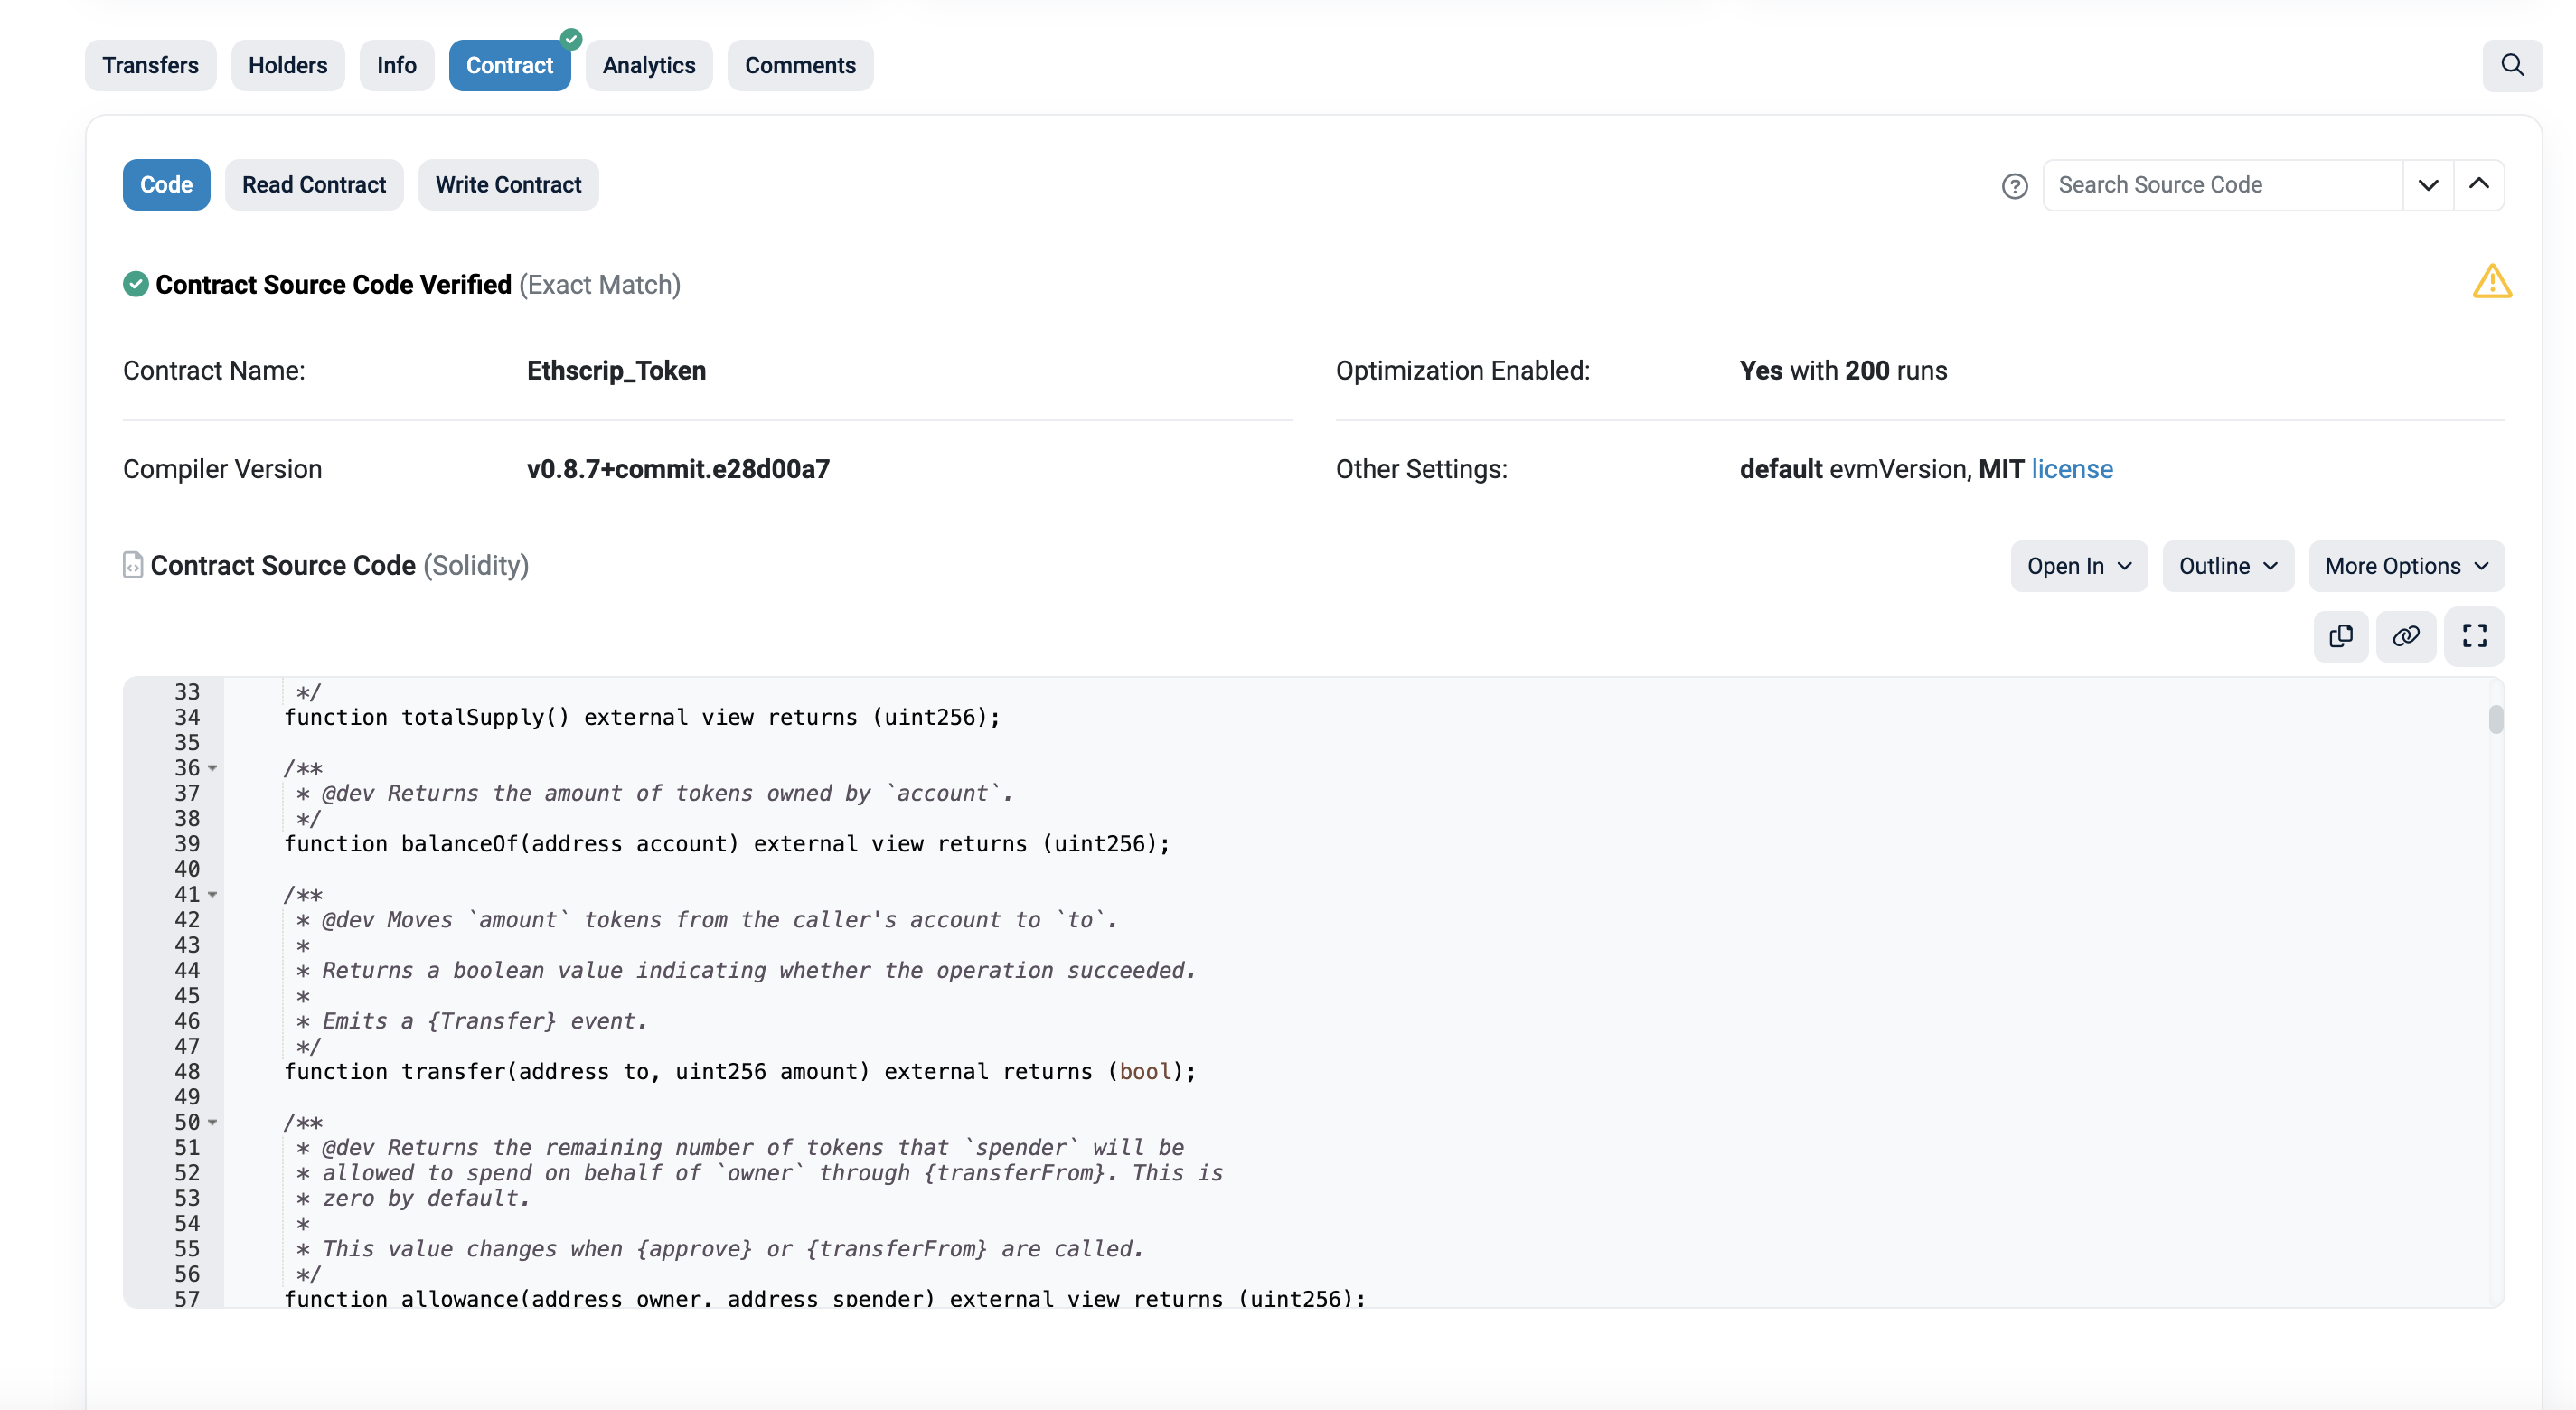 Transfers Holders Info Contract Analytics Comments
Code Read Contract Write Contract Search Source Code
Contract Source Code Verified (Exact Match)
Contract Name: Ethscrip_Token Optimization Enabled: Yes with 200 runs
Compiler Version v0.8.7+commit.e28d00a7 Other Settings: default evmVersion, MIT license
Contract Source Code (Solidity) Open In Outline More Options
33 */
34 function totalSupply() external view returns (uint256);
35
36 /**
37 * @dev Returns the amount of tokens owned by `account`.
38 */
39 function balanceOf(address account) external view returns (uint256);
40
41 /**
42 * @dev Moves `amount` tokens from the caller's account to `to`.
43 *
44 * Returns a boolean value indicating whether the operation succeeded.
45 *
46 * Emits a {Transfer} event.
47 */
48 function transfer(address to, uint256 amount) external returns (bool);
49
50 /**
51 * @dev Returns the remaining number of tokens that `spender` will be
52 * allowed to spend on behalf of `owner` through {transferFrom}. This is
53 * zero by default.
54 *
55 * This value changes when {approve} or {transferFrom} are called.
56 */
57 function allowance(address owner, address spender) external view returns (uint256);